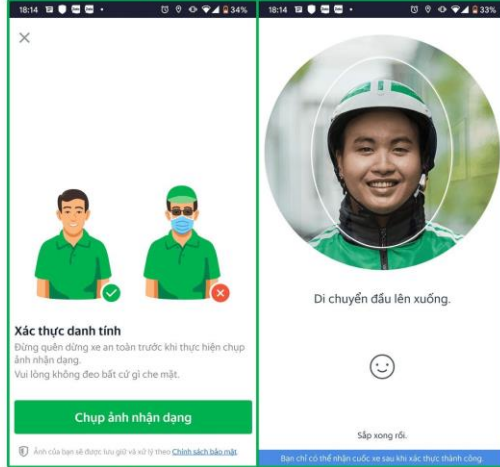 18:14
34%
Xác thực danh tính
Đừng quên dừng xe an toàn trước khi thực hiện chụp
ảnh nhận dạng.
Vui lòng không đeo bất cứ gì che mặt.
Chụp ảnh nhận dạng
Ảnh của bạn sẽ được lưu giữ và xử lý theo Chính sách bảo mật.
18:14
33%
Di chuyển đầu lên xuống.
Sắp xong rồi.
Bạn chỉ có thể nhận cuốc xe sau khi xác thực thành công.